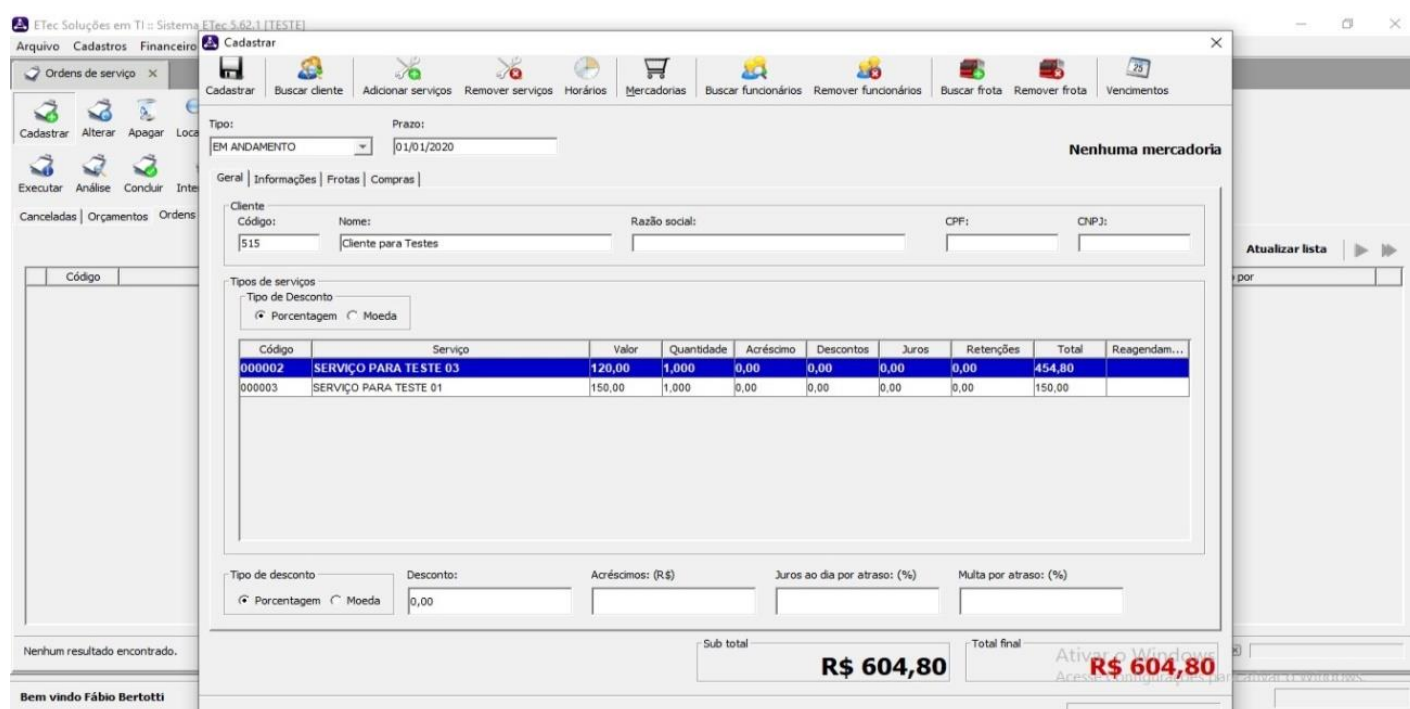 ETec Soluções em TI :: Sistema ETec 5.62.1 [TESTE]
Arquivo Cadastros Financeiro
Ordens de serviço
Cadastrar Alterar Apagar Loca
Executar Análise Concluir Inte
Canceladas Orçamentos Ordens
Código
Nenhum resultado encontrado.
Bem vindo Fábio Bertotti
Cadastrar
Cadastrar Buscar cliente Adicionar serviços Remover serviços Horários Mercadorias Buscar funcionários Remover funcionários Buscar frota Remover frota 25 Vencimentos
Tipo: Prazo:
EM ANDAMENTO 01/01/2020
Nenhuma mercadoria
Geral Informações Frotas Compras
Cliente
Código: Nome: Razão social: CPF: CNPJ:
515 Cliente para Testes
Tipos de serviços
Tipo de Desconto
Porcentagem Moeda
Código Serviço Valor Quantidade Acréscimo Descontos Juros Retenções Total Reagendam...
000002 SERVIÇO PARA TESTE 03 120,00 1,000 0,00 0,00 0,00 0,00 454,80
000003 SERVIÇO PARA TESTE 01 150,00 1,000 0,00 0,00 0,00 0,00 150,00
Tipo de desconto Desconto: Acréscimos: (R$) Juros ao dia por atraso: (%) Multa por atraso: (%)
Porcentagem Moeda 0,00
Sub total Total final
R$ 604,80 R$ 604,80
Atualizar lista
por
Ativar o Windows